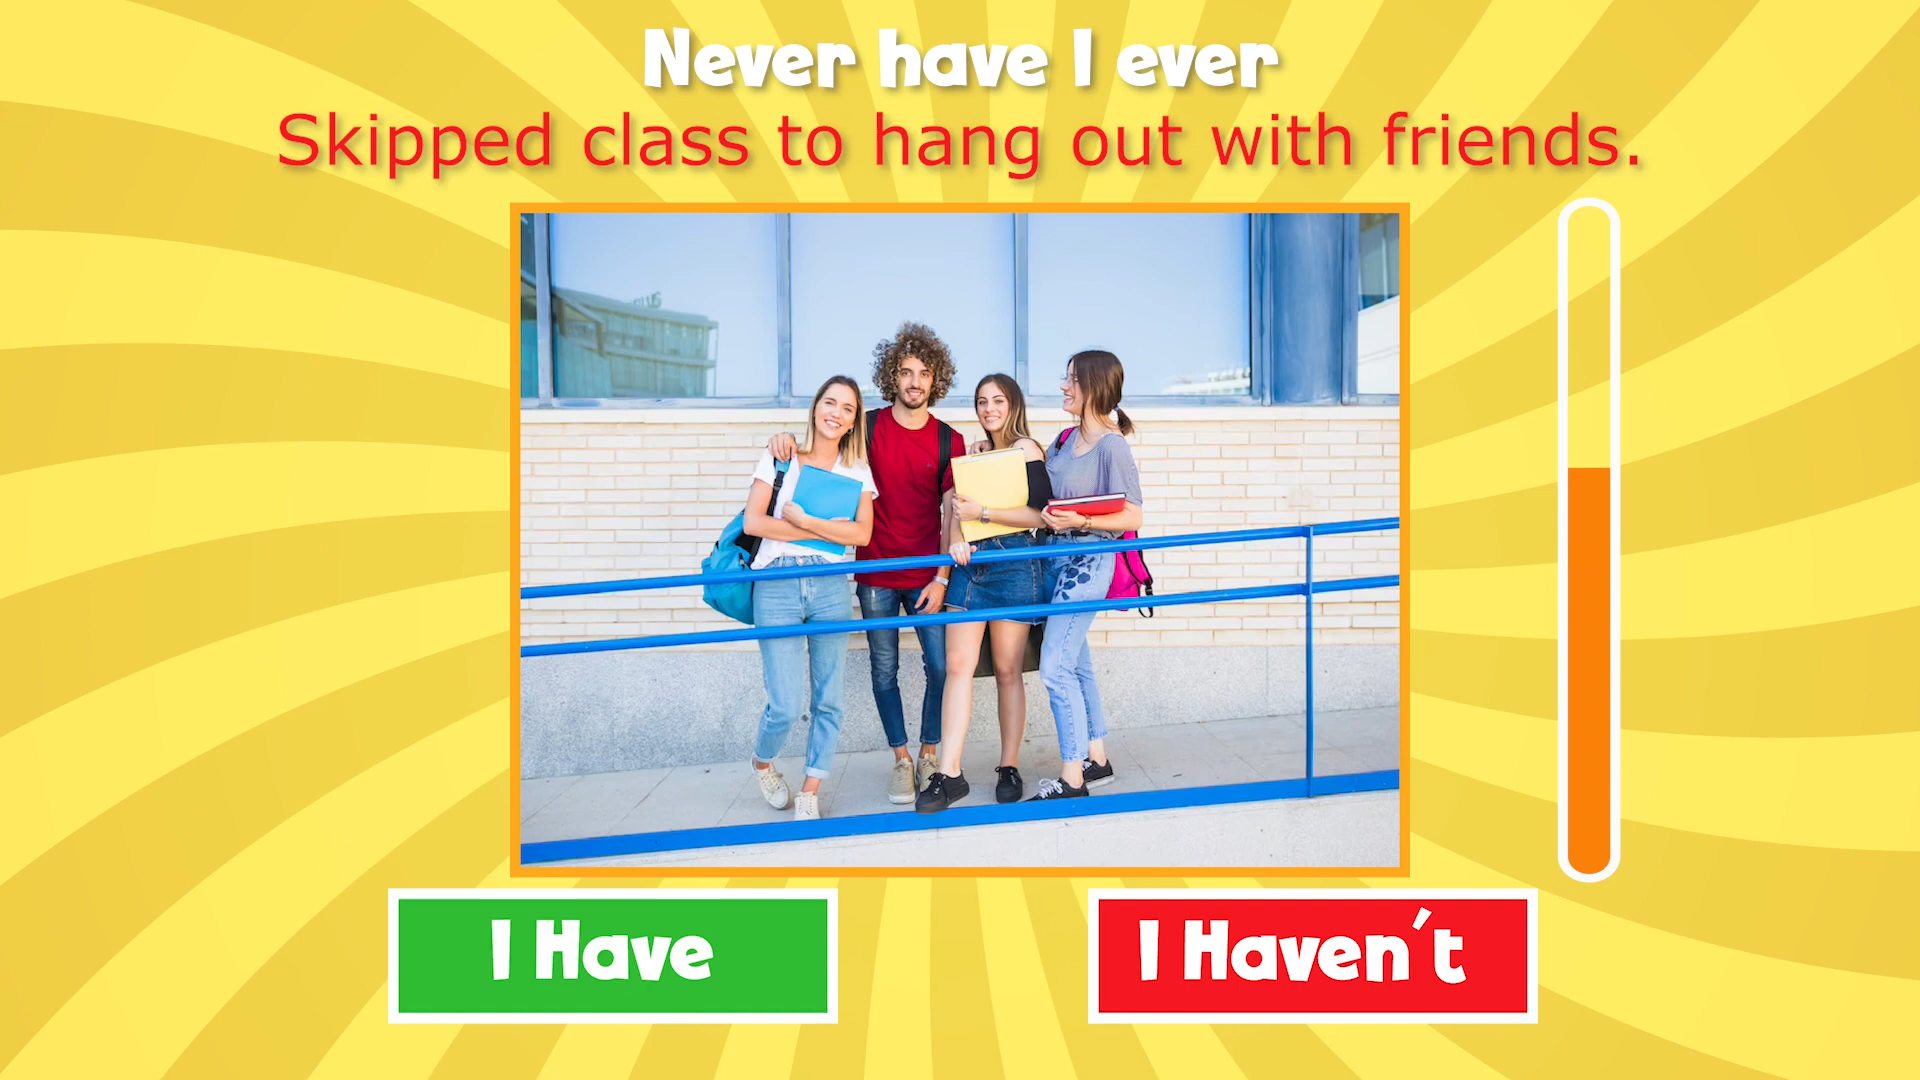 Never have I ever
Skipped class to hang out with friends.
I Have
I Haven't